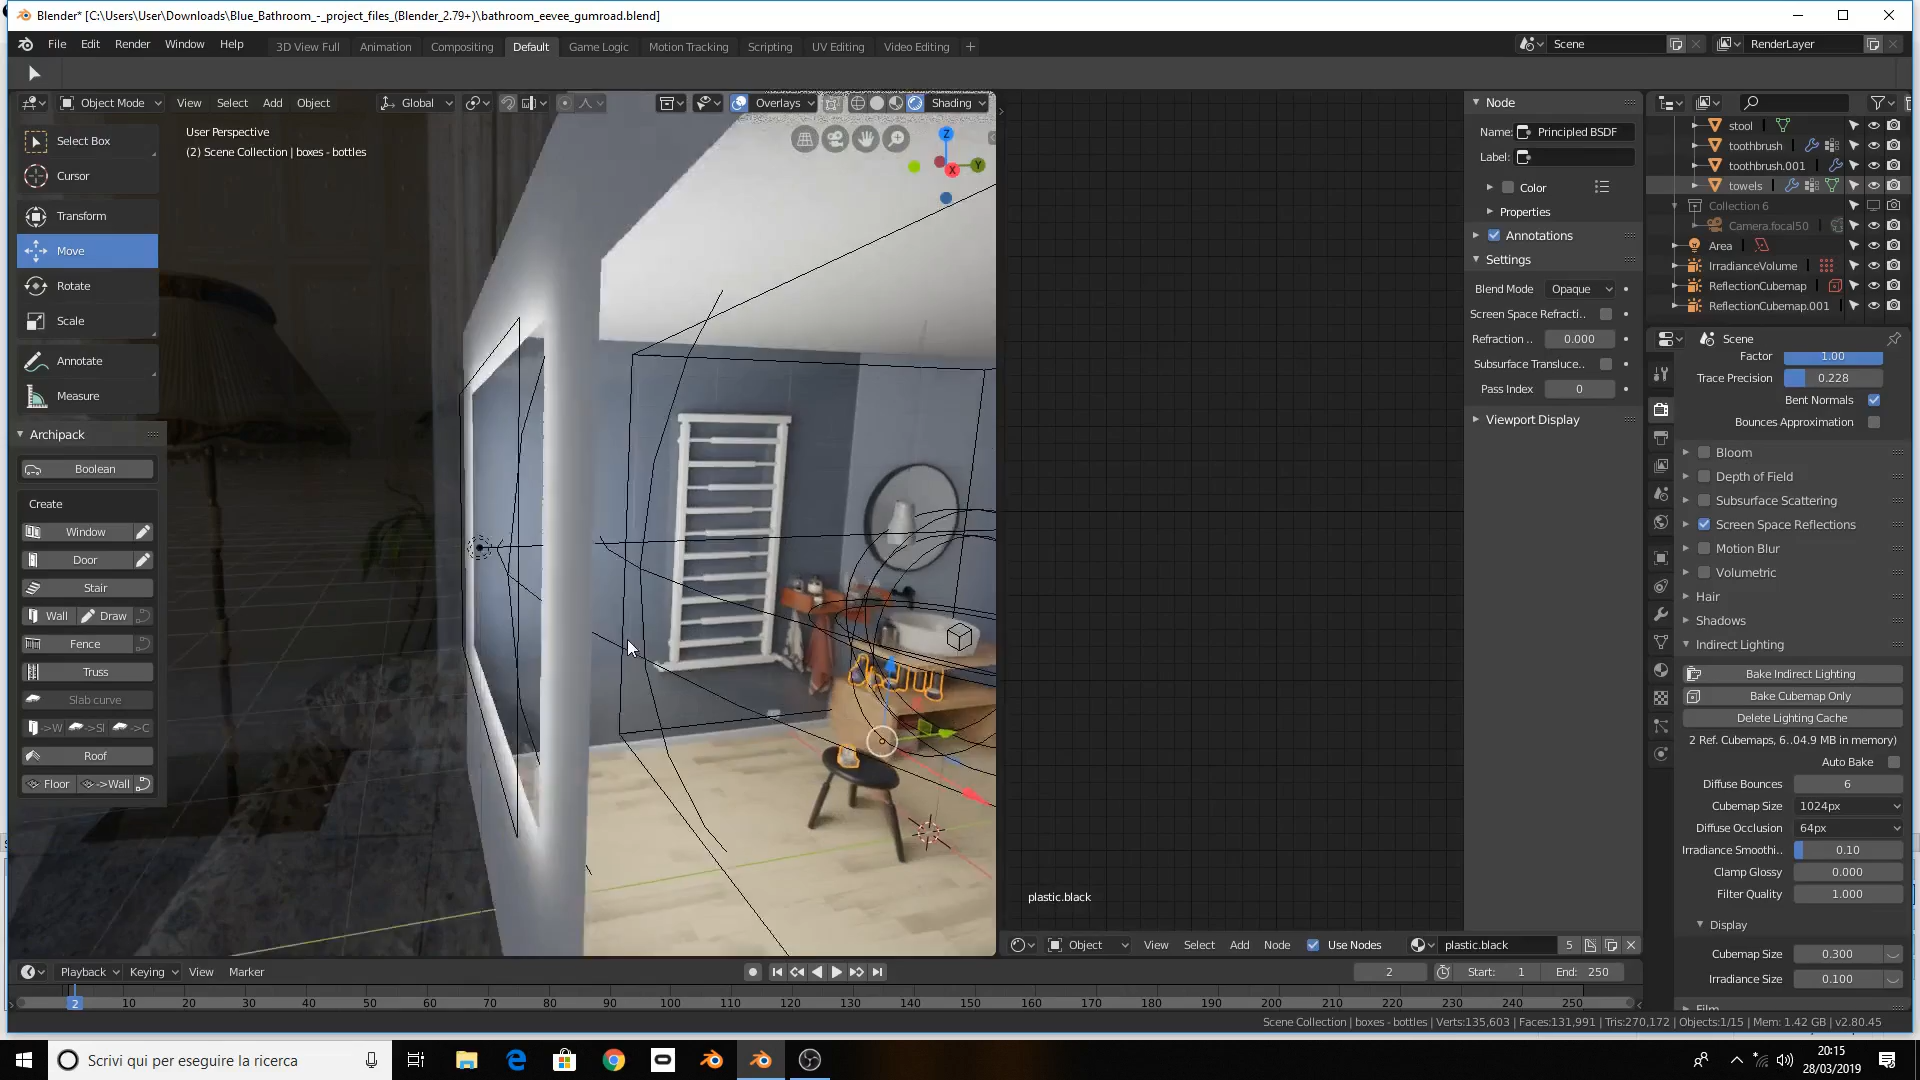 Blender* [C:\Users\User\Downloads\Blue_Bathroom_-_project_files_(Blender_2.79+)\bathroom_eevee_gumroad.blend]
File Edit Render Window Help 3D View Full Animation Compositing Default Game Logic Motion Tracking Scripting UV Editing Video Editing + Scene RenderLayer
Object Mode View Select Add Object Global Overlays Shading
User Perspective
(2) Scene Collection | boxes - bottles
Z
Y
X
Select Box
Cursor
Transform
Move
Rotate
Scale
Annotate
Measure
Archipack
Boolean
Create
Window
Door
Stair
Wall Draw
Fence
Truss
Slab curve
->W ->Sl ->C
Roof
Floor ->Wall
plastic.black
Object View Select Add Node Use Nodes plastic.black 5
Node
Name: Principled BSDF
Label:
Color
Properties
Annotations
Settings
Blend Mode Opaque
Screen Space Refracti..
Refraction .. 0.000
Subsurface Transluce..
Pass Index 0
Viewport Display
stool
toothbrush
toothbrush.001
towels
Collection 6
Camera.focal50
Area
IrradianceVolume
ReflectionCubemap
ReflectionCubemap.001
Scene
Factor 1.00
Trace Precision 0.228
Bent Normals
Bounces Approximation
Bloom
Depth of Field
Subsurface Scattering
Screen Space Reflections
Motion Blur
Volumetric
Hair
Shadows
Indirect Lighting
Bake Indirect Lighting
Bake Cubemap Only
Delete Lighting Cache
2 Ref. Cubemaps, 6..04.9 MB in memory)
Auto Bake
Diffuse Bounces 6
Cubemap Size 1024px
Diffuse Occlusion 64px
Irradiance Smoothi.. 0.10
Clamp Glossy 0.000
Filter Quality 1.000
Display
Cubemap Size 0.300
Irradiance Size 0.100
Film
Playback Keying View Marker 2 Start: 1 End: 250
2 10 20 30 40 50 60 70 80 90 100 110 120 130 140 150 160 170 180 190 200 210 220 230 240 250
Scene Collection | boxes - bottles | Verts:135,603 | Faces:131,991 | Tris:270,172 | Objects:1/15 | Mem: 1.42 GB | v2.80.45
Scrivi qui per eseguire la ricerca
20:15
28/03/2019